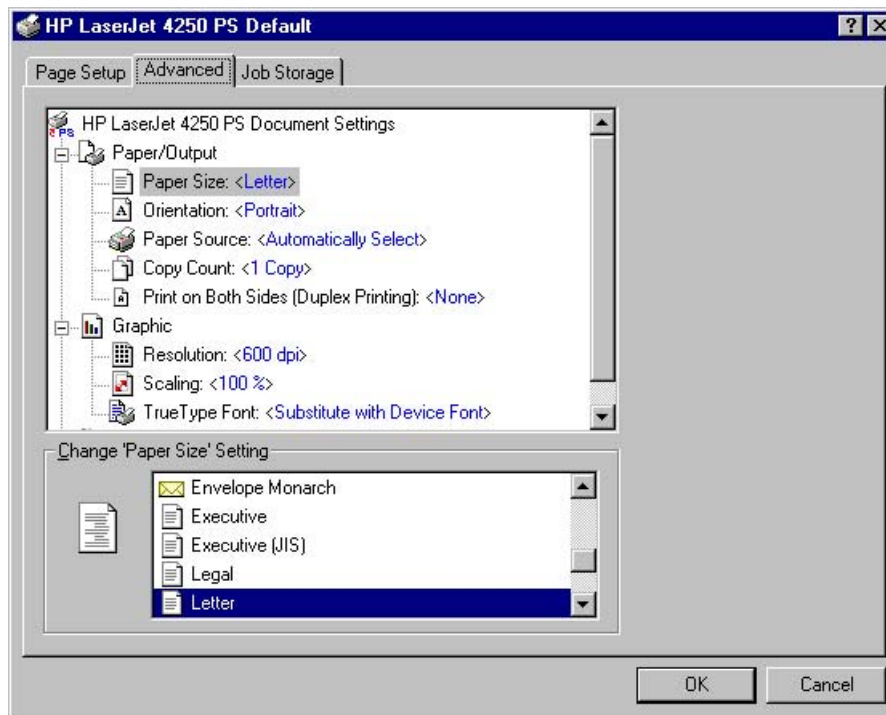 HP LaserJet 4250 PS Default
Page Setup Advanced Job Storage
HP LaserJet 4250 PS Document Settings
Paper/Output
Paper Size: <Letter>
Orientation: <Portrait>
Paper Source: <Automatically Select>
Copy Count: <1 Copy>
Print on Both Sides (Duplex Printing): <None>
Graphic
Resolution: <600 dpi>
Scaling: <100 %>
TrueType Font: <Substitute with Device Font>
Change 'Paper Size' Setting
Envelope Monarch
Executive
Executive (JIS)
Legal
Letter
OK Cancel